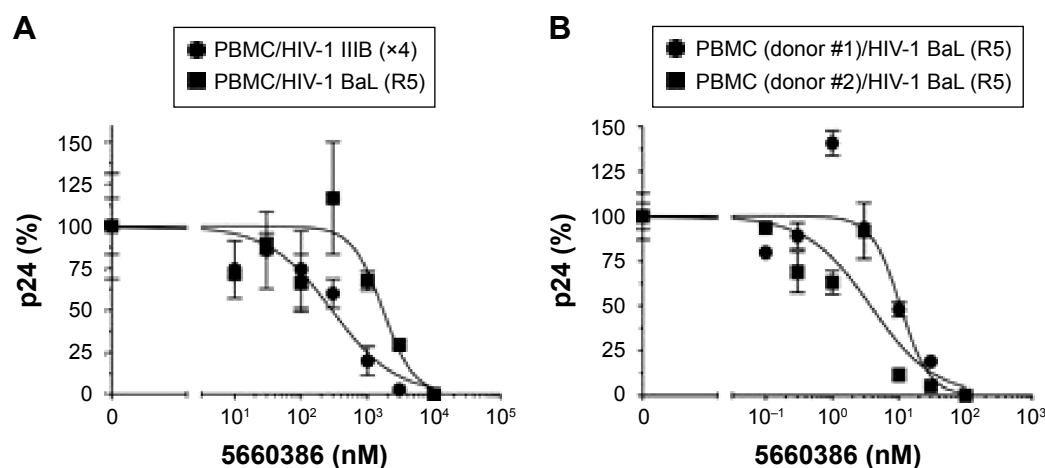 A
PBMC/HIV-1 IIIB (×4)
PBMC/HIV-1 BaL (R5)
150
125
100
75
50
25
0
p24 (%)
0
10¹
10²
10³
10⁴
10⁵
5660386 (nM)
B
PBMC (donor #1)/HIV-1 BaL (R5)
PBMC (donor #2)/HIV-1 BaL (R5)
150
125
100
75
50
25
0
p24 (%)
0
10⁻¹
10⁰
10¹
10²
10³
5660386 (nM)